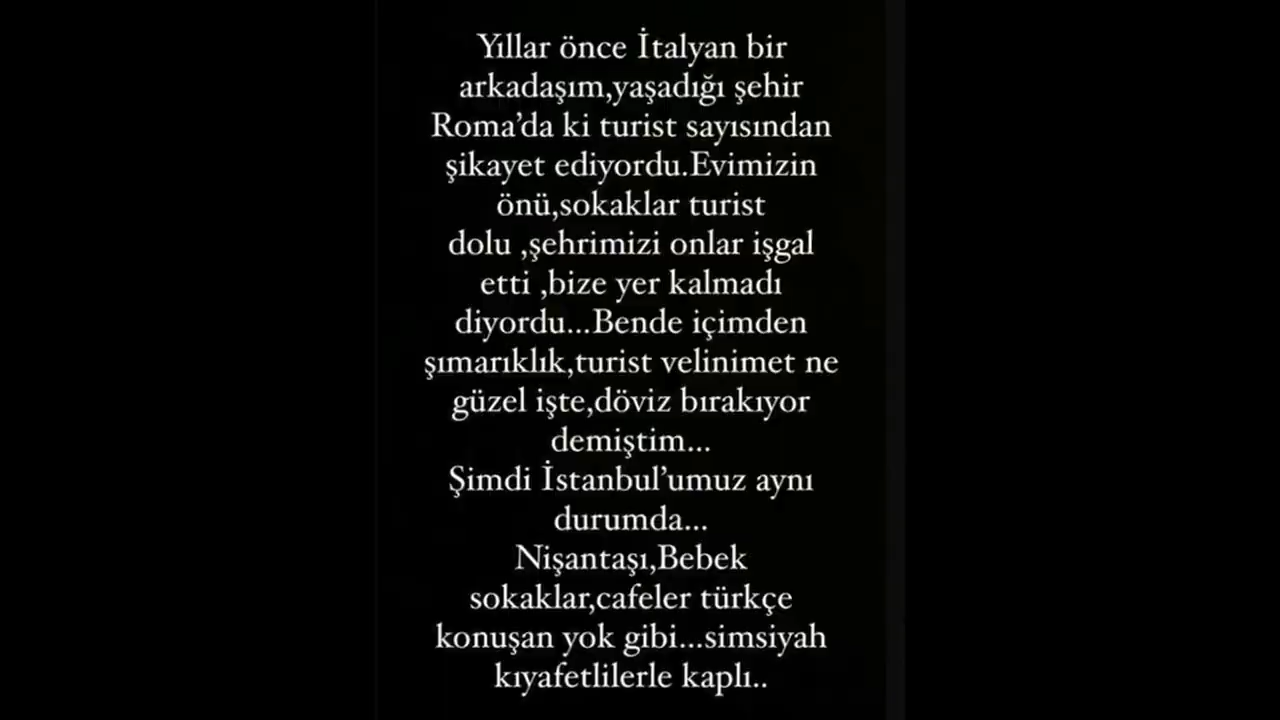 Yıllar önce İtalyan bir
arkadaşım,yaşadığı şehir
Roma’da ki turist sayısından
şikayet ediyordu.Evimizin
önü,sokaklar turist
dolu ,şehrimizi onlar işgal
etti ,bize yer kalmadı
diyordu...Bende içimden
şımarıklık,turist velinimet ne
güzel işte,döviz bırakıyor
demiştim...
Şimdi İstanbul’umuz aynı
durumda...
Nişantaşı,Bebek
sokaklar,cafeler türkçe
konuşan yok gibi...simsiyah
kıyafetlilerle kaplı..